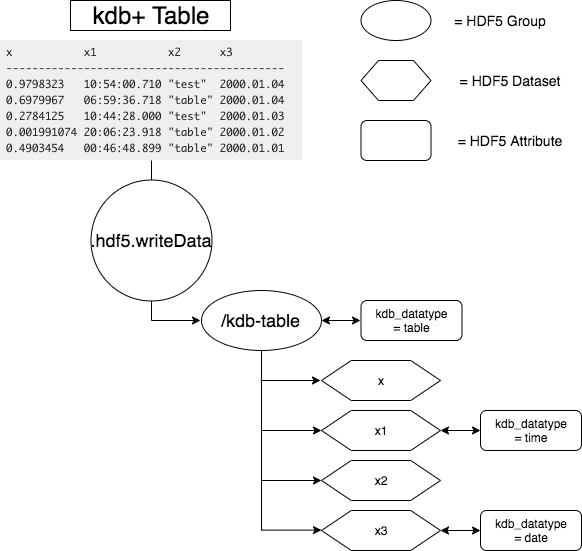 kdb+ Table
x x1 x2 x3
-------------------------------------------
0.9798323 10:54:00.710 "test" 2000.01.04
0.6979967 06:59:36.718 "table" 2000.01.04
0.2784125 10:44:28.000 "test" 2000.01.03
0.001991074 20:06:23.918 "table" 2000.01.02
0.4903454 00:46:48.899 "table" 2000.01.01
= HDF5 Group
= HDF5 Dataset
= HDF5 Attribute
.hdf5.writeData
/kdb-table
kdb_datatype
= table
x
x1
kdb_datatype
= time
x2
x3
kdb_datatype
= date